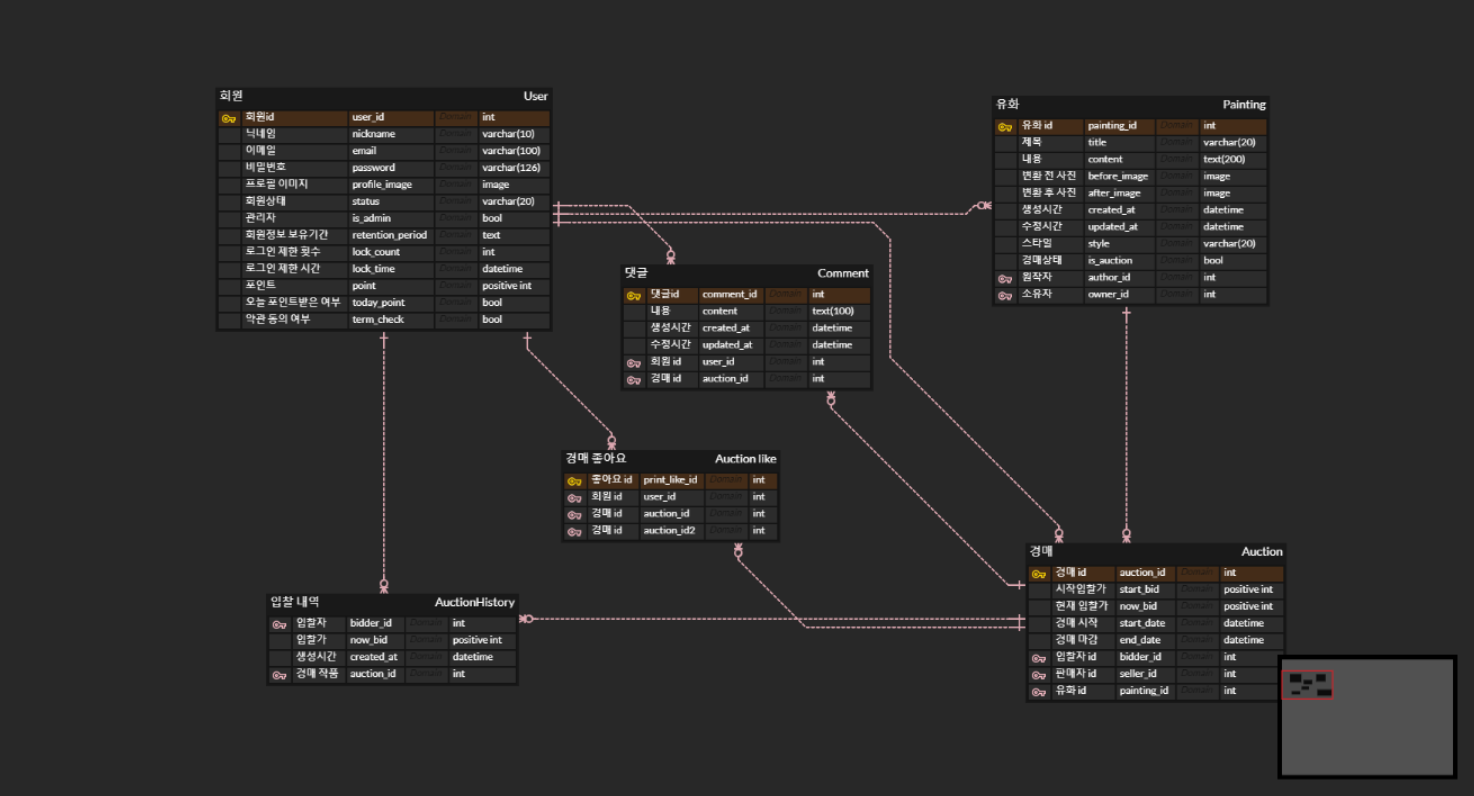 회원 User
회원id user_id Domain int
닉네임 nickname Domain varchar(10)
이메일 email Domain varchar(100)
비밀번호 password Domain varchar(126)
프로필 이미지 profile_image Domain image
회원상태 status Domain varchar(20)
관리자 is_admin Domain bool
회원정보 보유기간 retention_period Domain text
로그인 제한 횟수 lock_count Domain int
로그인 제한 시간 lock_time Domain datetime
포인트 point Domain positive int
오늘 포인트받은 여부 today_point Domain bool
약관 동의 여부 term_check Domain bool
유화 Painting
유화 id painting_id Domain int
제목 title Domain varchar(20)
내용 content Domain text(200)
변환 전 사진 before_image Domain image
변환 후 사진 after_image Domain image
생성시간 created_at Domain datetime
수정시간 updated_at Domain datetime
스타일 style Domain varchar(20)
경매상태 is_auction Domain bool
원작자 author_id Domain int
소유자 owner_id Domain int
댓글 Comment
댓글id comment_id Domain int
내용 content Domain text(100)
생성시간 created_at Domain datetime
수정시간 updated_at Domain datetime
회원 id user_id Domain int
경매 id auction_id Domain int
경매 좋아요 Auction like
좋아요 id print_like_id Domain int
회원 id user_id Domain int
경매 id auction_id Domain int
경매 id auction_id2 Domain int
입찰 내역 AuctionHistory
입찰자 bidder_id Domain int
입찰가 now_bid Domain positive int
생성시간 created_at Domain datetime
경매 작품 auction_id Domain int
경매 Auction
경매 id auction_id Domain int
시작입찰가 start_bid Domain positive int
현재 입찰가 now_bid Domain positive int
경매 시작 start_date Domain datetime
경매 마감 end_date Domain datetime
입찰자 id bidder_id Domain int
판매자 id seller_id Domain int
유화 id painting_id Domain int